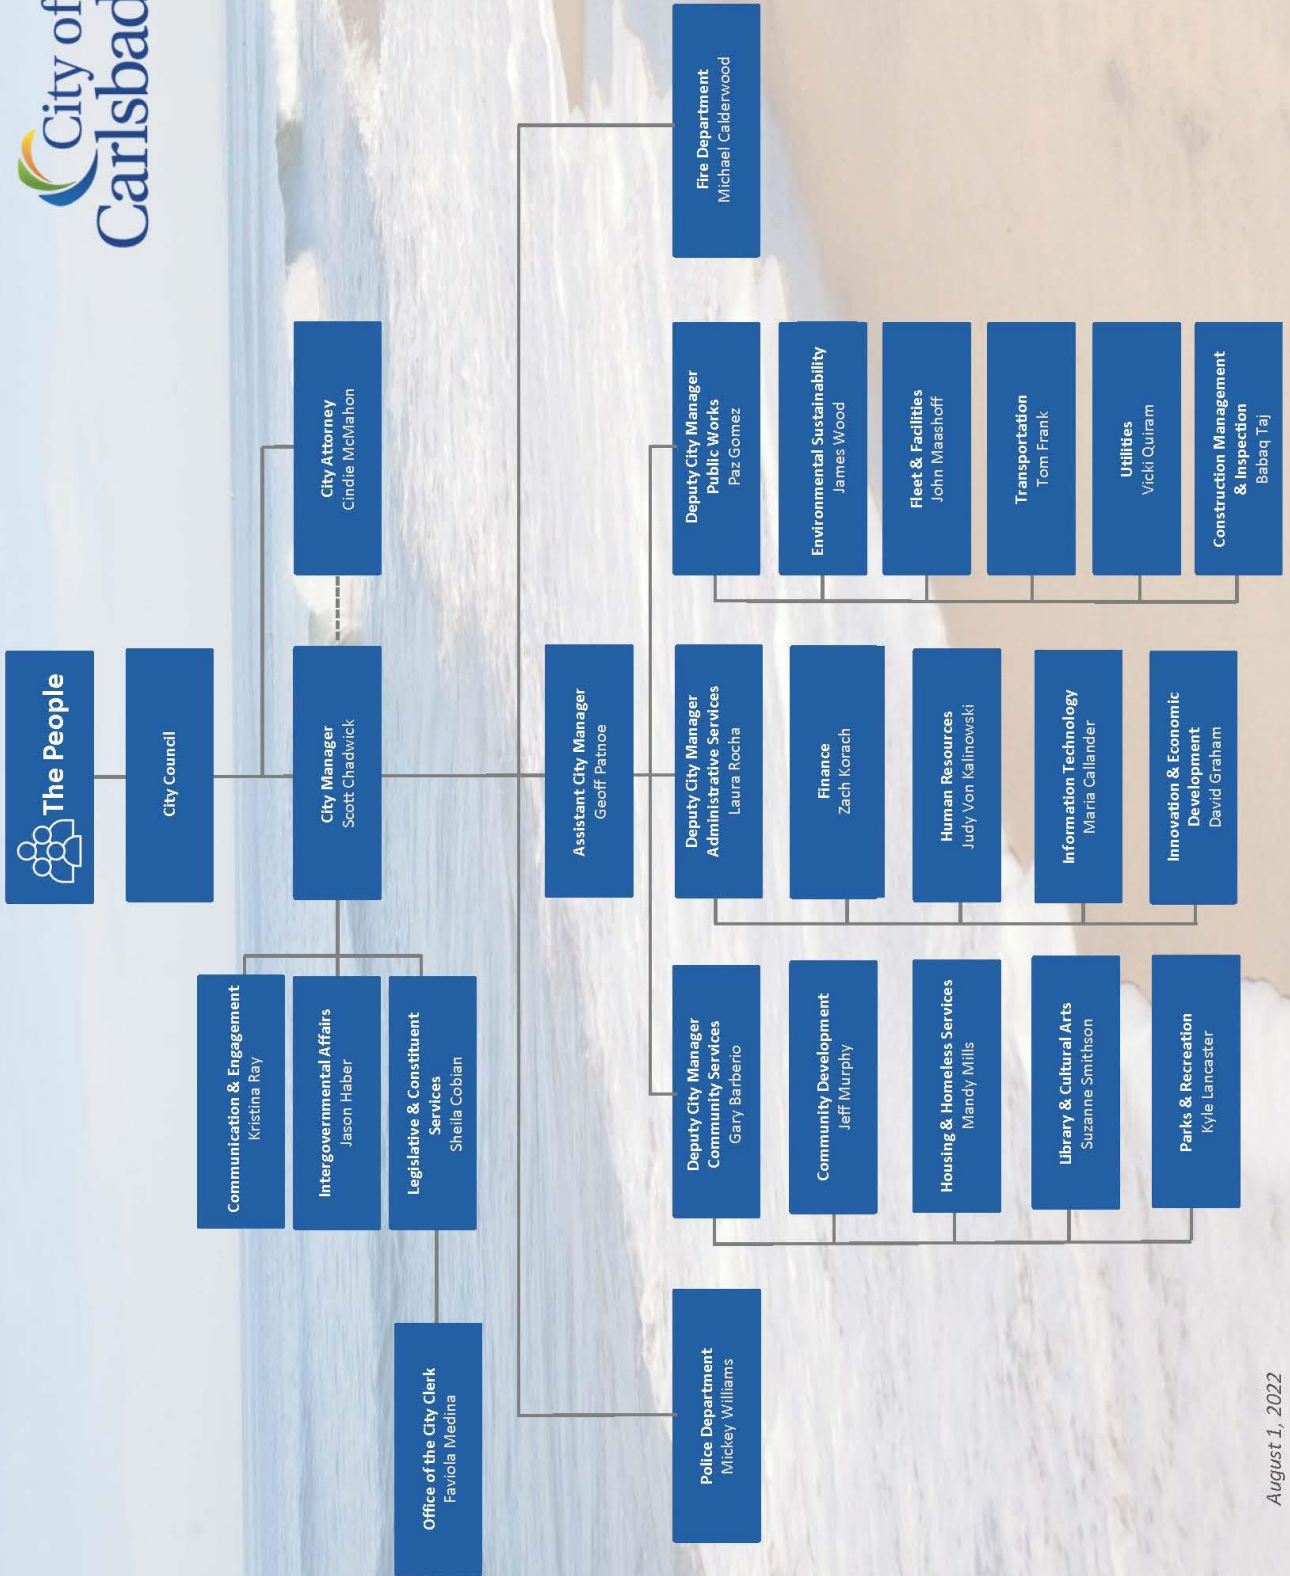 City of
Carlsbad
The People
City Council
City Manager
Scott Chadwick
City Attorney
Cindie McMahon
Communication & Engagement
Kristina Ray
Intergovernmental Affairs
Jason Haber
Legislative & Constituent
Services
Sheila Cobian
Office of the City Clerk
Faviola Medina
Assistant City Manager
Geoff Patnoe
Police Department
Mickey Williams
Deputy City Manager
Community Services
Gary Barberio
Community Development
Jeff Murphy
Housing & Homeless Services
Mandy Mills
Library & Cultural Arts
Suzanne Smithson
Parks & Recreation
Kyle Lancaster
Deputy City Manager
Administrative Services
Laura Rocha
Finance
Zach Korach
Human Resources
Judy Von Kalinowski
Information Technology
Maria Callander
Innovation & Economic
Development
David Graham
Deputy City Manager
Public Works
Paz Gomez
Environmental Sustainability
James Wood
Fleet & Facilities
John Maashoff
Transportation
Tom Frank
Utilities
Vicki Quiram
Construction Management
& Inspection
Babaq Taj
Fire Department
Michael Calderwood
August 1, 2022